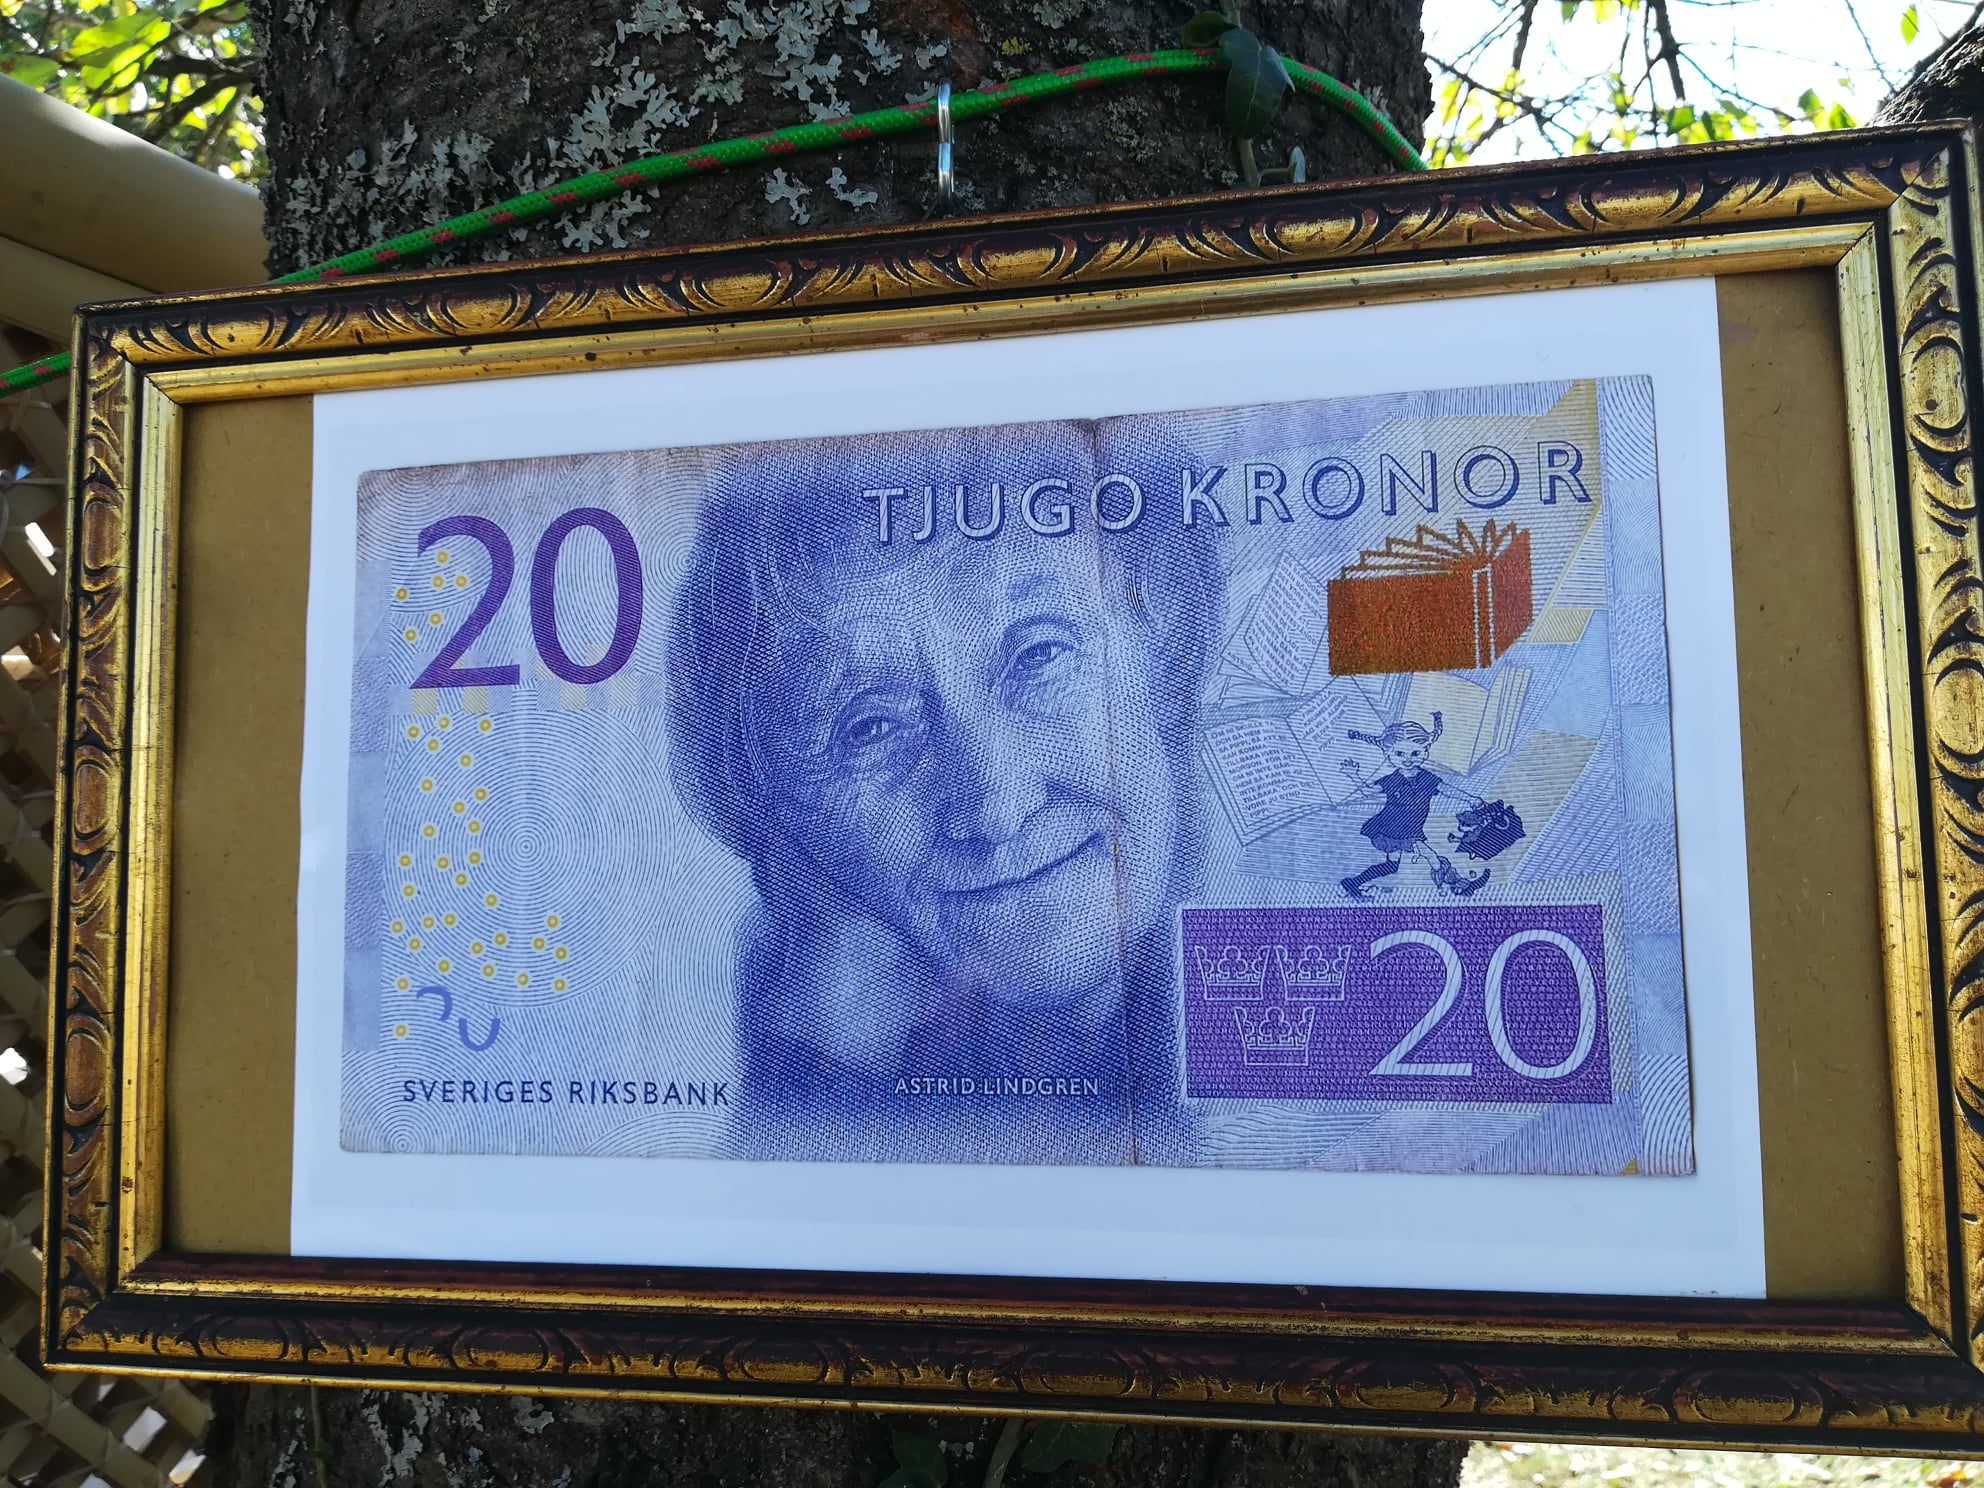 20
TJUGO KRONOR
SVERIGES RIKSBANK
ASTRID LINDGREN
20